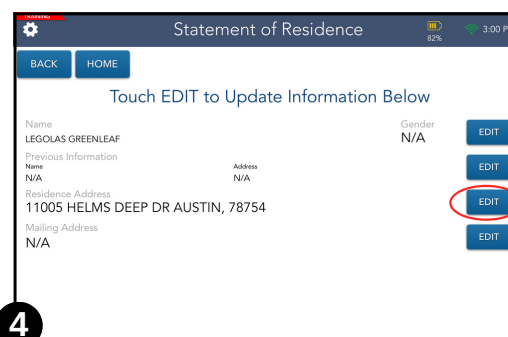 TRAINING
Statement of Residence
82%
3:00 P
BACK HOME
Touch EDIT to Update Information Below
Name Gender
LEGOLAS GREENLEAF N/A EDIT
Previous Information
Name Address EDIT
N/A N/A
Residence Address
11005 HELMS DEEP DR AUSTIN, 78754 EDIT
Mailing Address
N/A EDIT
4